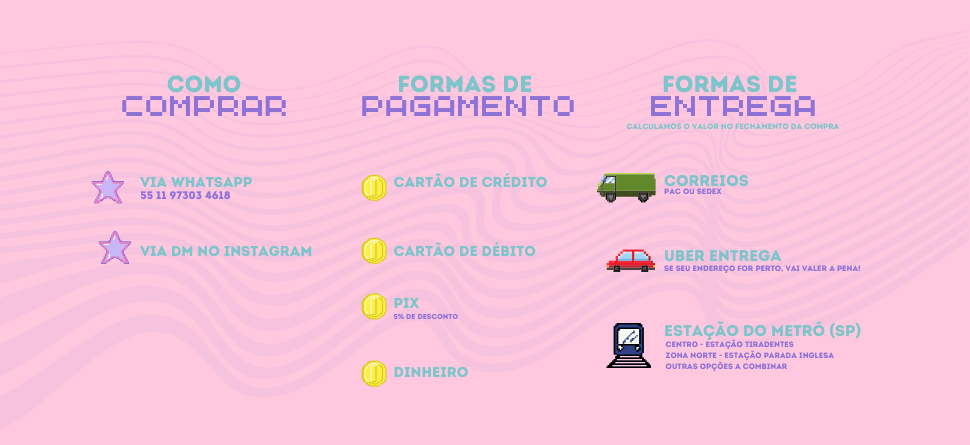 COMO
COMPRAR
VIA WHATSAPP
55 11 97303 4618
VIA DM NO INSTAGRAM
FORMAS DE
PAGAMENTO
CARTÃO DE CRÉDITO
CARTÃO DE DÉBITO
PIX
5% DE DESCONTO
DINHEIRO
FORMAS DE
ENTREGA
CALCULAMOS O VALOR NO FECHAMENTO DA COMPRA
CORREIOS
PAC OU SEDEX
UBER ENTREGA
SE SEU ENDEREÇO FOR PERTO, VAI VALER A PENA!
ESTAÇÃO DO METRÔ (SP)
CENTRO - ESTAÇÃO TIRADENTES
ZONA NORTE - ESTAÇÃO PARADA INGLESA
OUTRAS OPÇÕES A COMBINAR